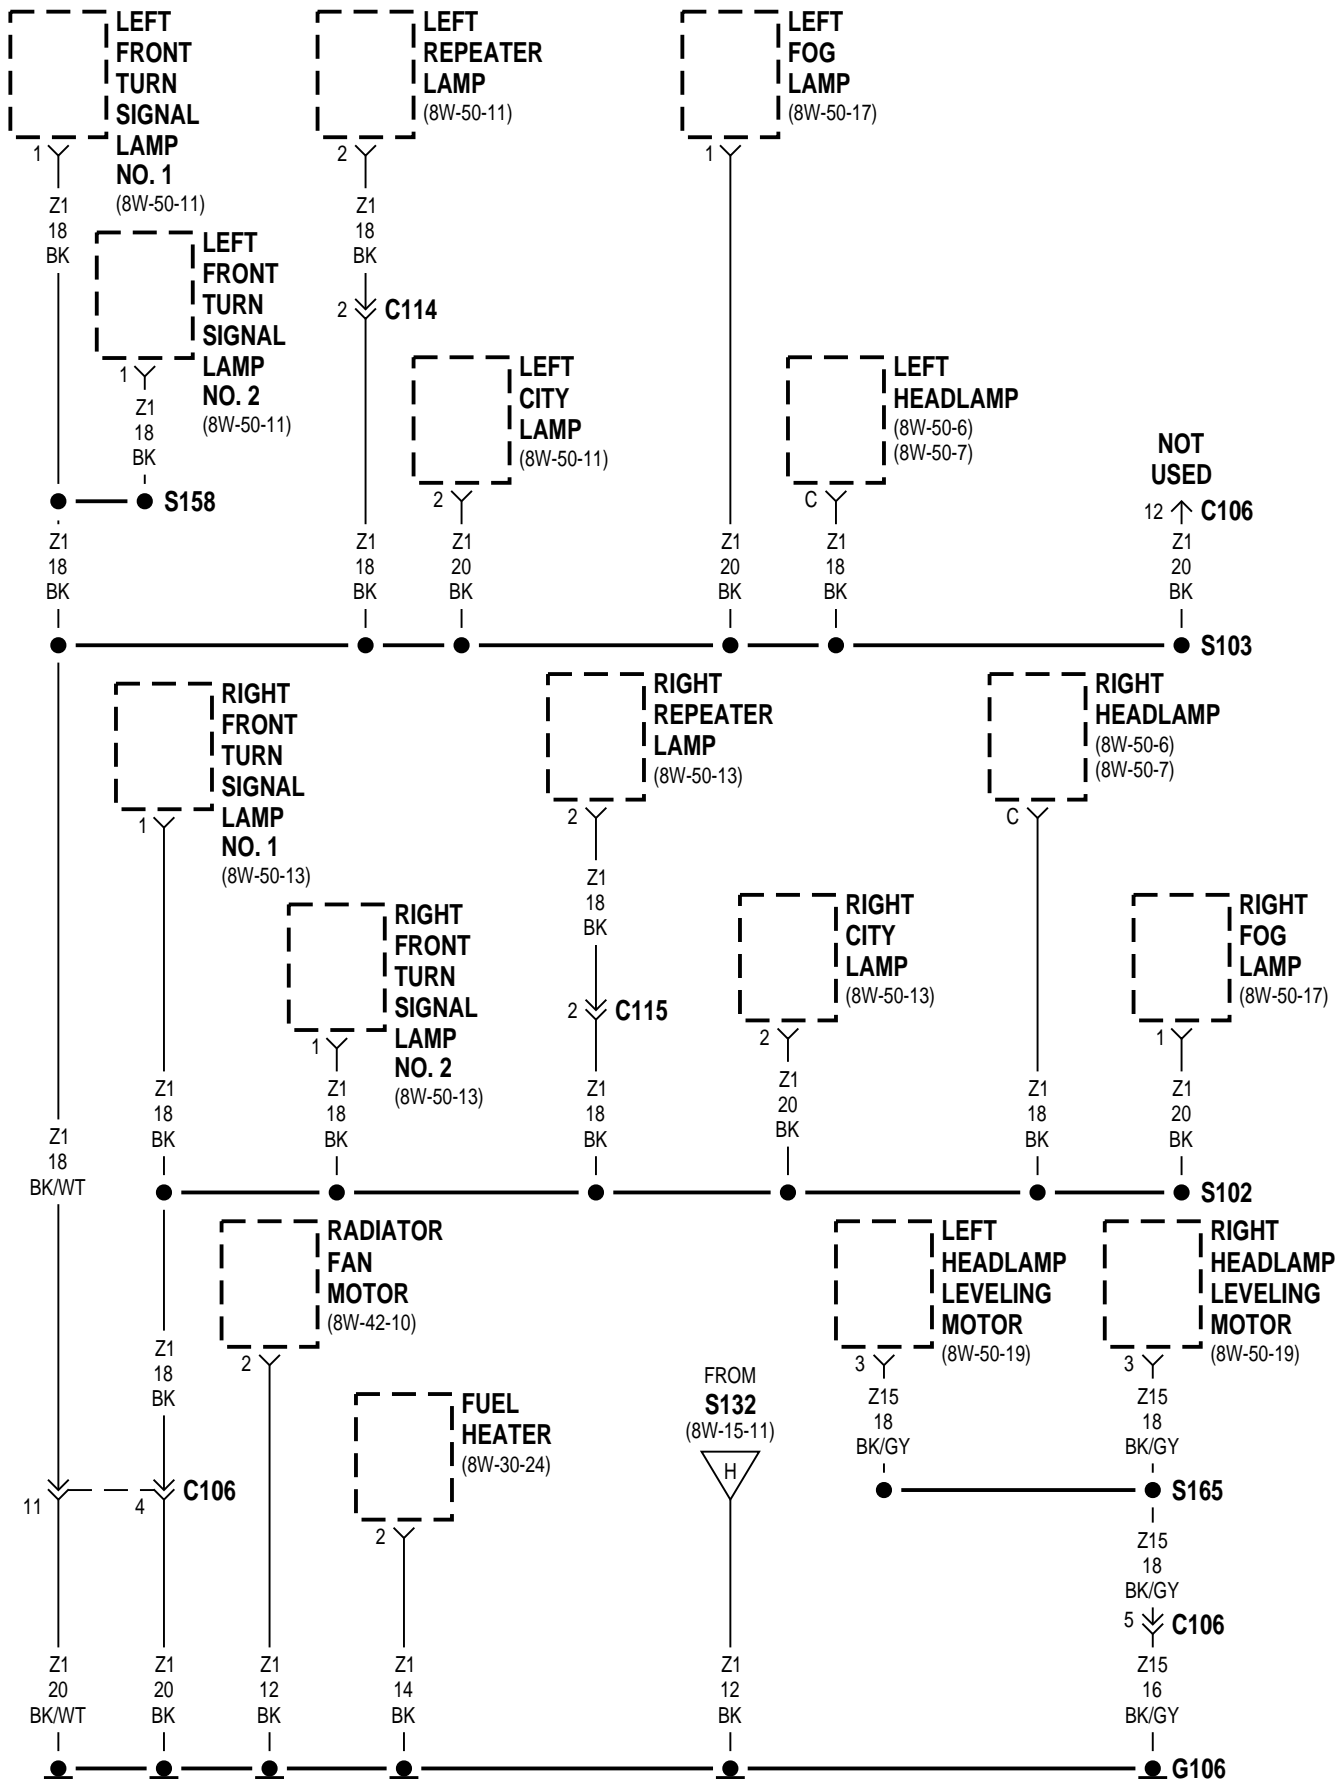 LEFT
FRONT
TURN
SIGNAL
LAMP
NO. 1
(8W-50-11)
1
Z1
18
BK
LEFT
REPEATER
LAMP
(8W-50-11)
2
Z1
18
BK
2
C114
LEFT
FOG
LAMP
(8W-50-17)
1
LEFT
FRONT
TURN
SIGNAL
LAMP
NO. 2
(8W-50-11)
1
Z1
18
BK
S158
LEFT
CITY
LAMP
(8W-50-11)
2
LEFT
HEADLAMP
(8W-50-6)
(8W-50-7)
C
NOT
USED
12
C106
Z1
18
BK
Z1
18
BK
Z1
20
BK
Z1
20
BK
Z1
18
BK
Z1
20
BK
S103
RIGHT
FRONT
TURN
SIGNAL
LAMP
NO. 1
(8W-50-13)
1
RIGHT
REPEATER
LAMP
(8W-50-13)
2
Z1
18
BK
2
C115
RIGHT
HEADLAMP
(8W-50-6)
(8W-50-7)
C
RIGHT
FRONT
TURN
SIGNAL
LAMP
NO. 2
(8W-50-13)
1
RIGHT
CITY
LAMP
(8W-50-13)
2
RIGHT
FOG
LAMP
(8W-50-17)
1
Z1
18
BK/WT
Z1
18
BK
Z1
18
BK
Z1
18
BK
Z1
20
BK
Z1
18
BK
Z1
20
BK
S102
RADIATOR
FAN
MOTOR
(8W-42-10)
2
LEFT
HEADLAMP
LEVELING
MOTOR
(8W-50-19)
3
RIGHT
HEADLAMP
LEVELING
MOTOR
(8W-50-19)
3
Z1
18
BK
FUEL
HEATER
(8W-30-24)
2
FROM
S132
(8W-15-11)
H
Z15
18
BK/GY
Z15
18
BK/GY
11
4
C106
S165
Z15
18
BK/GY
5
C106
Z1
20
BK/WT
Z1
20
BK
Z1
12
BK
Z1
14
BK
Z1
12
BK
Z15
16
BK/GY
G106